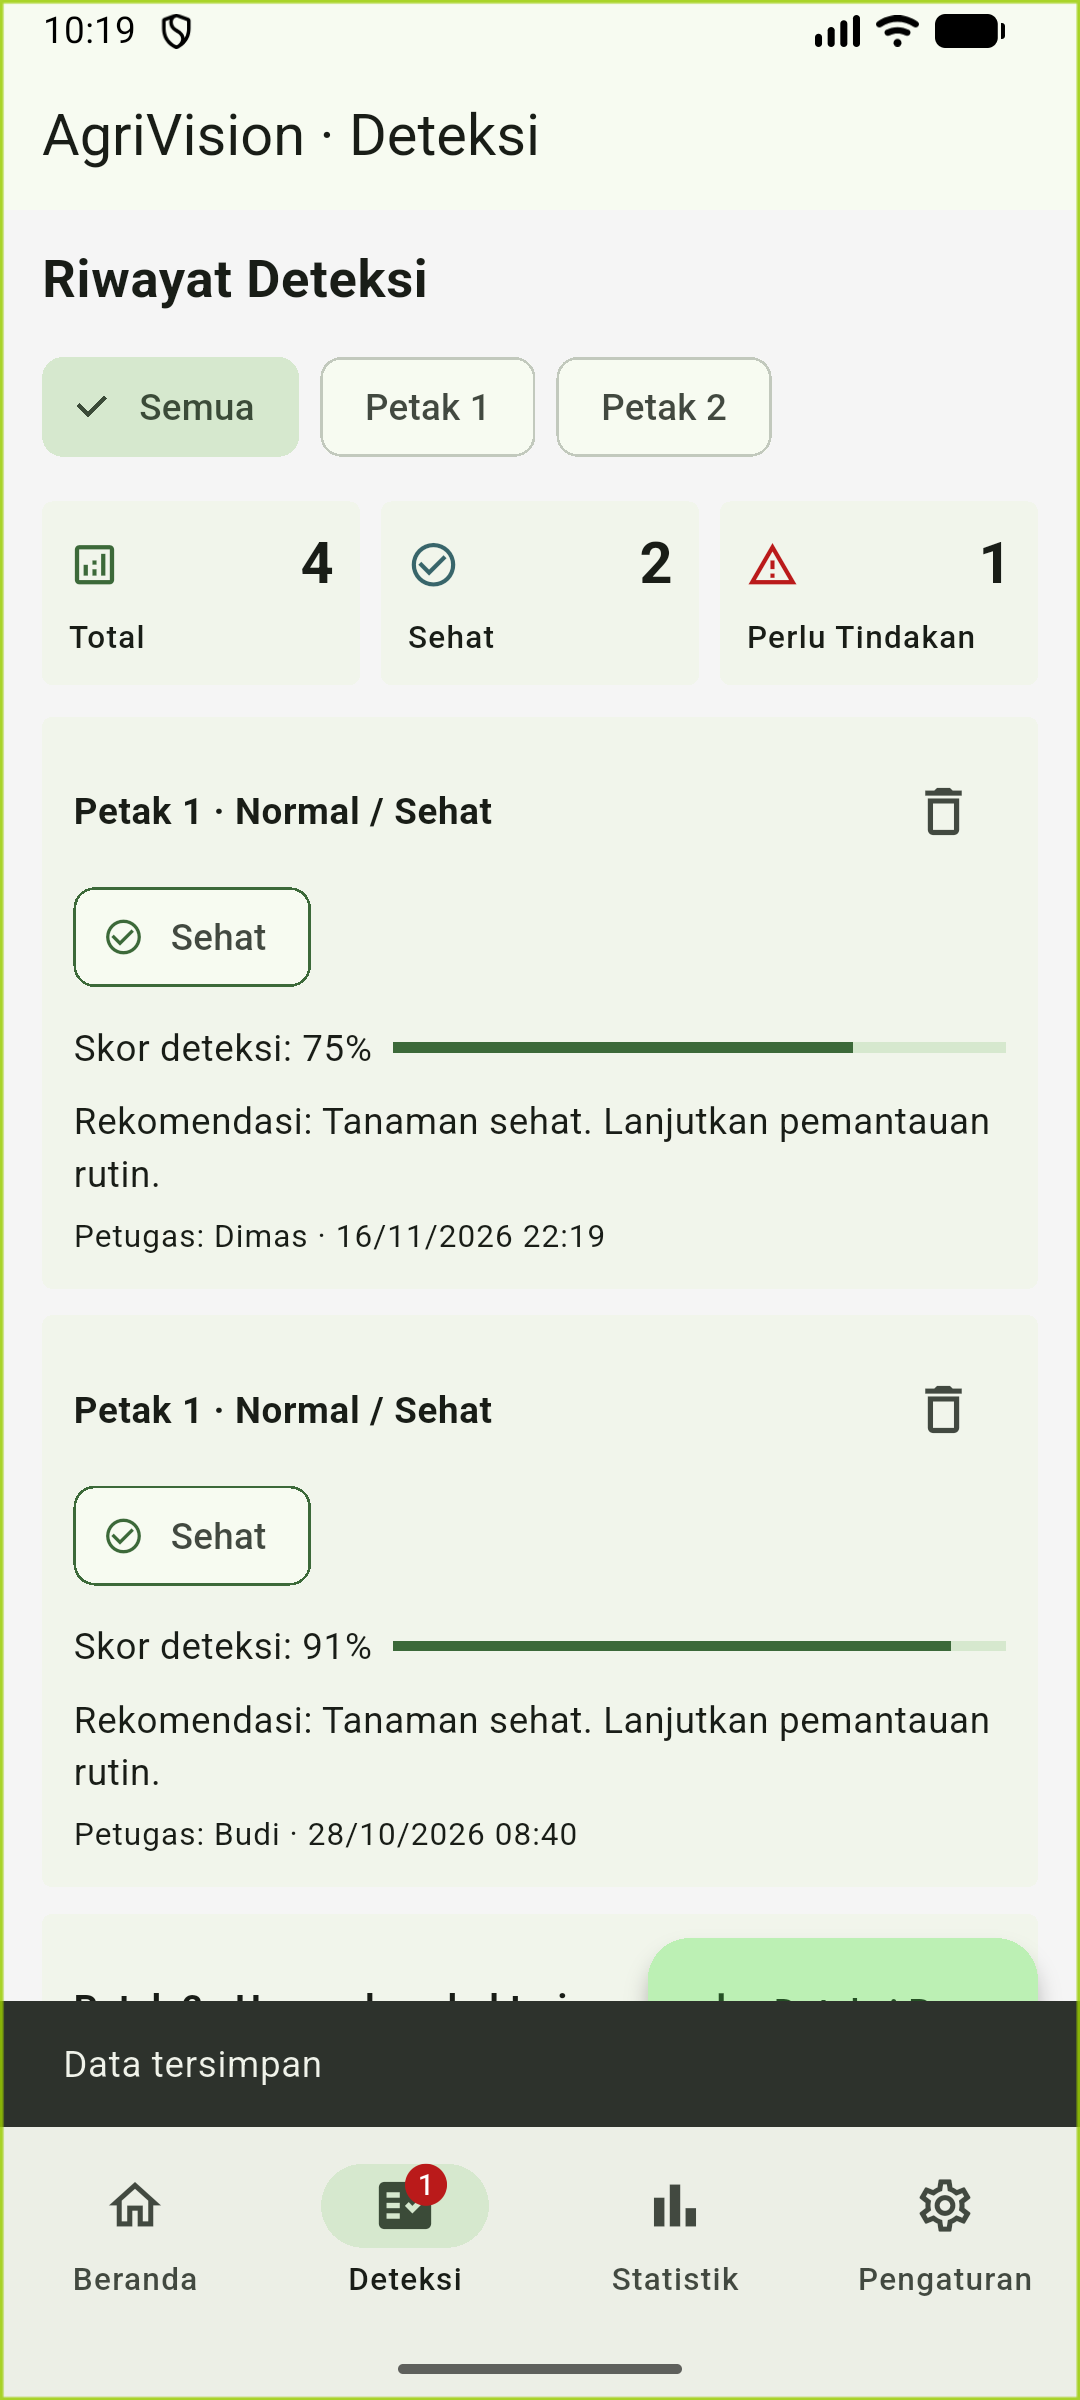 10:19
AgriVision · Deteksi
Riwayat Deteksi
Semua
Petak 1
Petak 2
4
Total
2
Sehat
1
Perlu Tindakan
Petak 1 · Normal / Sehat
Sehat
Skor deteksi: 75%
Rekomendasi: Tanaman sehat. Lanjutkan pemantauan
rutin.
Petugas: Dimas · 16/11/2026 22:19
Petak 1 · Normal / Sehat
Sehat
Skor deteksi: 91%
Rekomendasi: Tanaman sehat. Lanjutkan pemantauan
rutin.
Petugas: Budi · 28/10/2026 08:40
Data tersimpan
1
Beranda
Deteksi
Statistik
Pengaturan